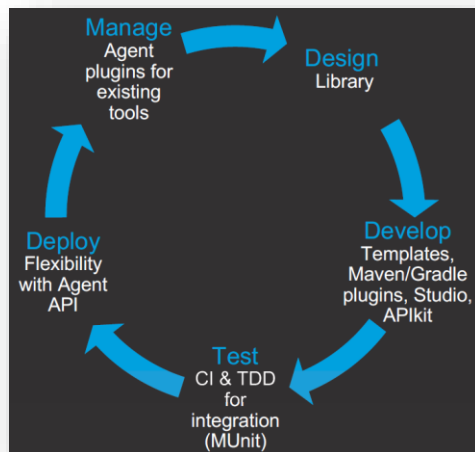 Manage
Agent
plugins for
existing
tools
Design
Library
Develop
Templates,
Maven/Gradle
plugins, Studio,
APIkit
Test
CI & TDD
for
integration
(MUnit)
Deploy
Flexibility
with Agent
API